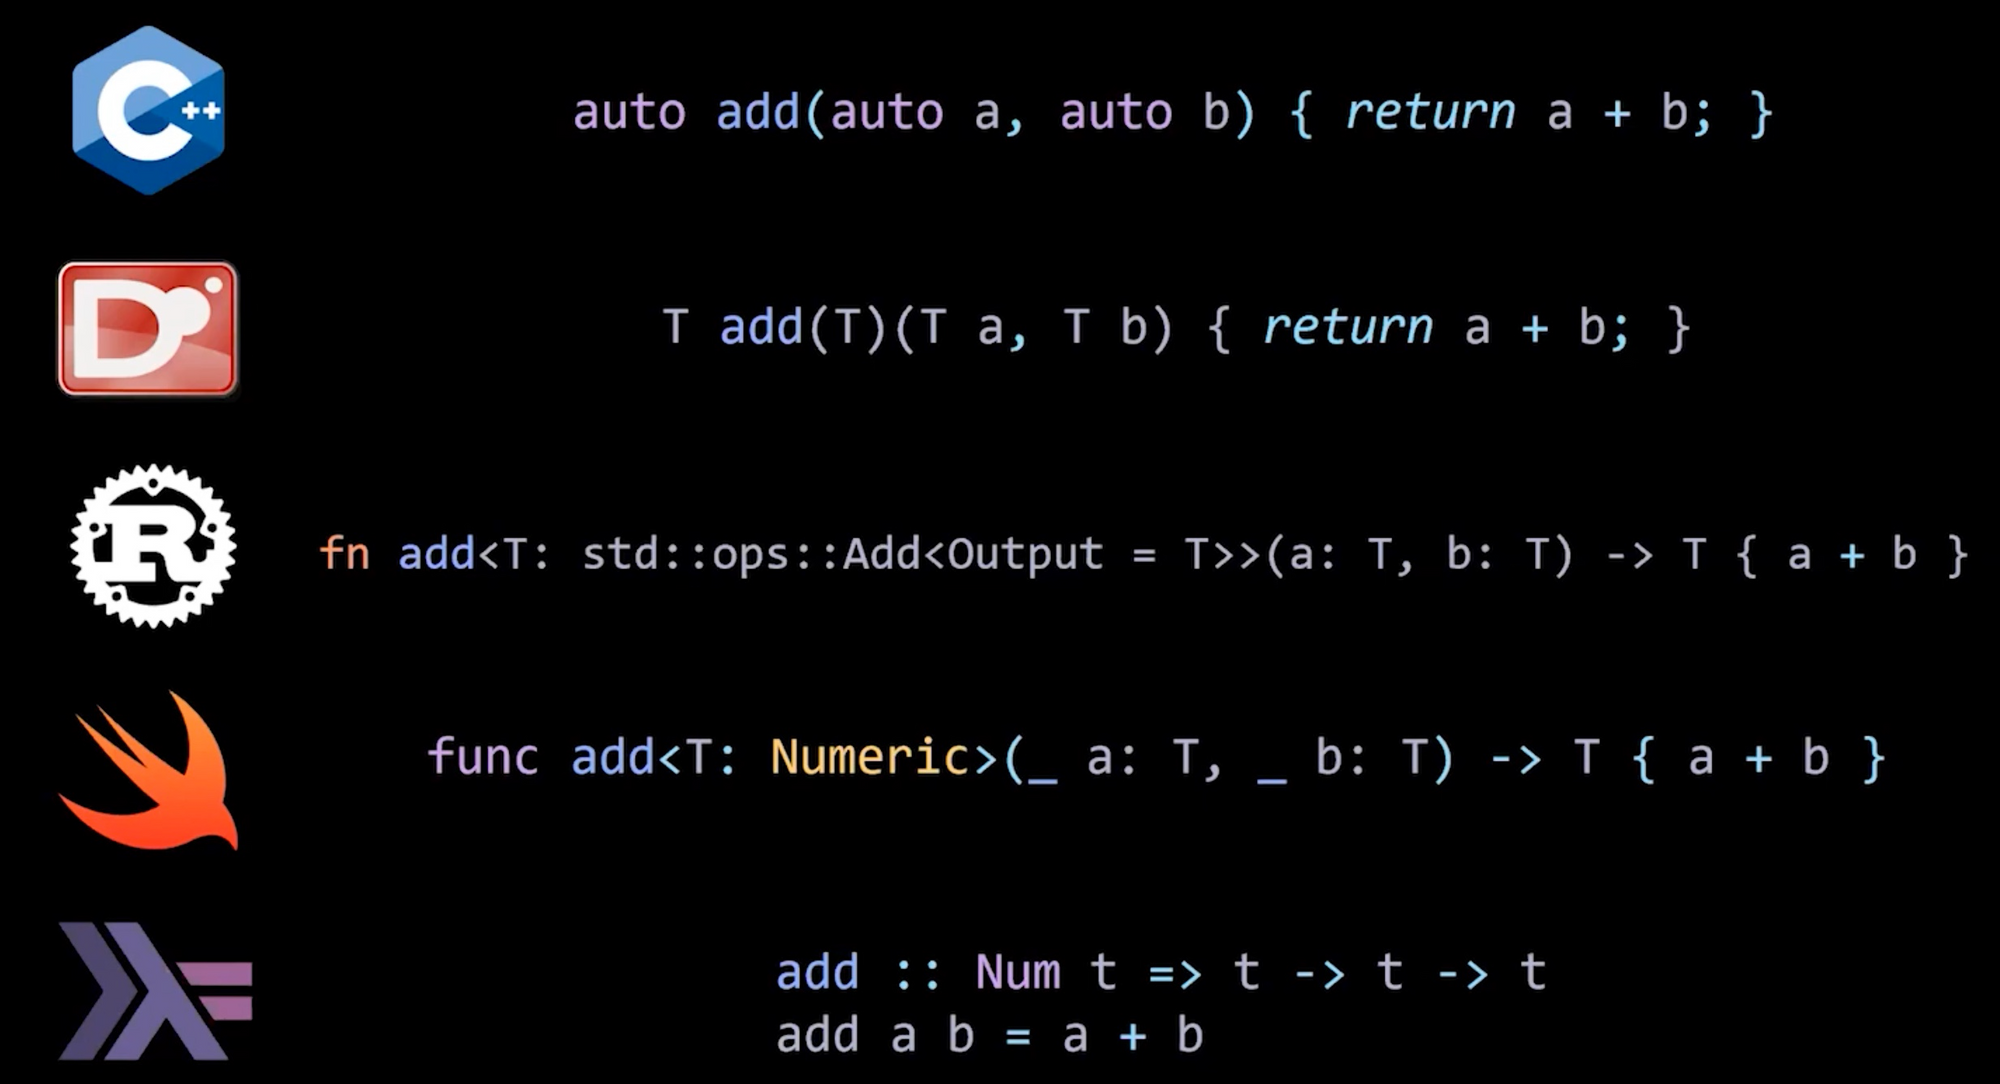 C++
auto add(auto a, auto b) { return a + b; }
D
T add(T)(T a, T b) { return a + b; }
R
fn add<T: std::ops::Add<Output = T>>(a: T, b: T) -> T { a + b }
func add<T: Numeric>(_ a: T, _ b: T) -> T { a + b }
add :: Num t => t -> t -> t
add a b = a + b